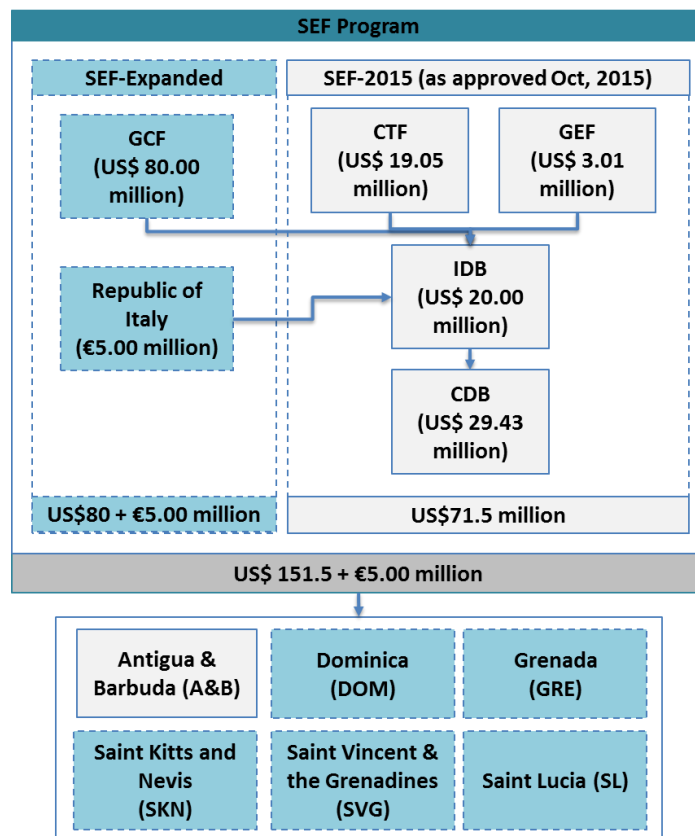 SEF Program
SEF-Expanded
SEF-2015 (as approved Oct, 2015)
GCF
(US$ 80.00
million)
CTF
(US$ 19.05
million)
GEF
(US$ 3.01
million)
Republic of
Italy
(€5.00 million)
IDB
(US$ 20.00
million)
CDB
(US$ 29.43
million)
US$80 + €5.00 million
US$71.5 million
US$ 151.5 + €5.00 million
Antigua &
Barbuda (A&B)
Dominica
(DOM)
Grenada
(GRE)
Saint Kitts and
Nevis
(SKN)
Saint Vincent &
the Grenadines
(SVG)
Saint Lucia (SL)